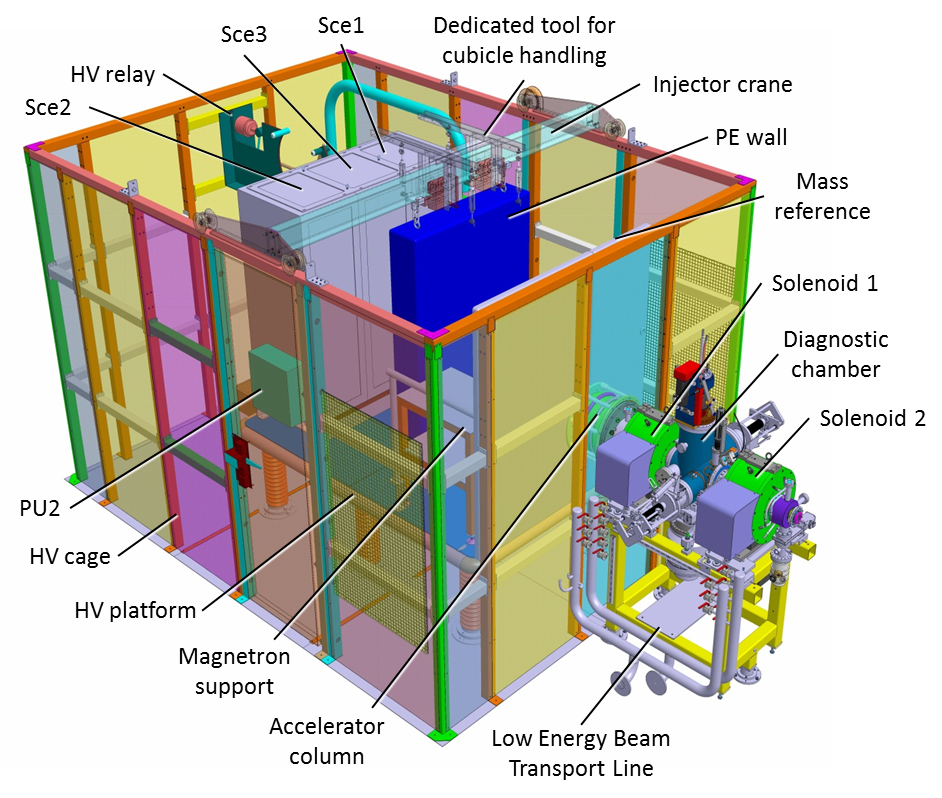 Sce1
Dedicated tool for
cubicle handling
Sce3
HV relay
Injector crane
Sce2
PE wall
Mass
reference
Solenoid 1
Diagnostic
chamber
Solenoid 2
PU2
HV cage
HV platform
Magnetron
support
Accelerator
column
Low Energy Beam
Transport Line